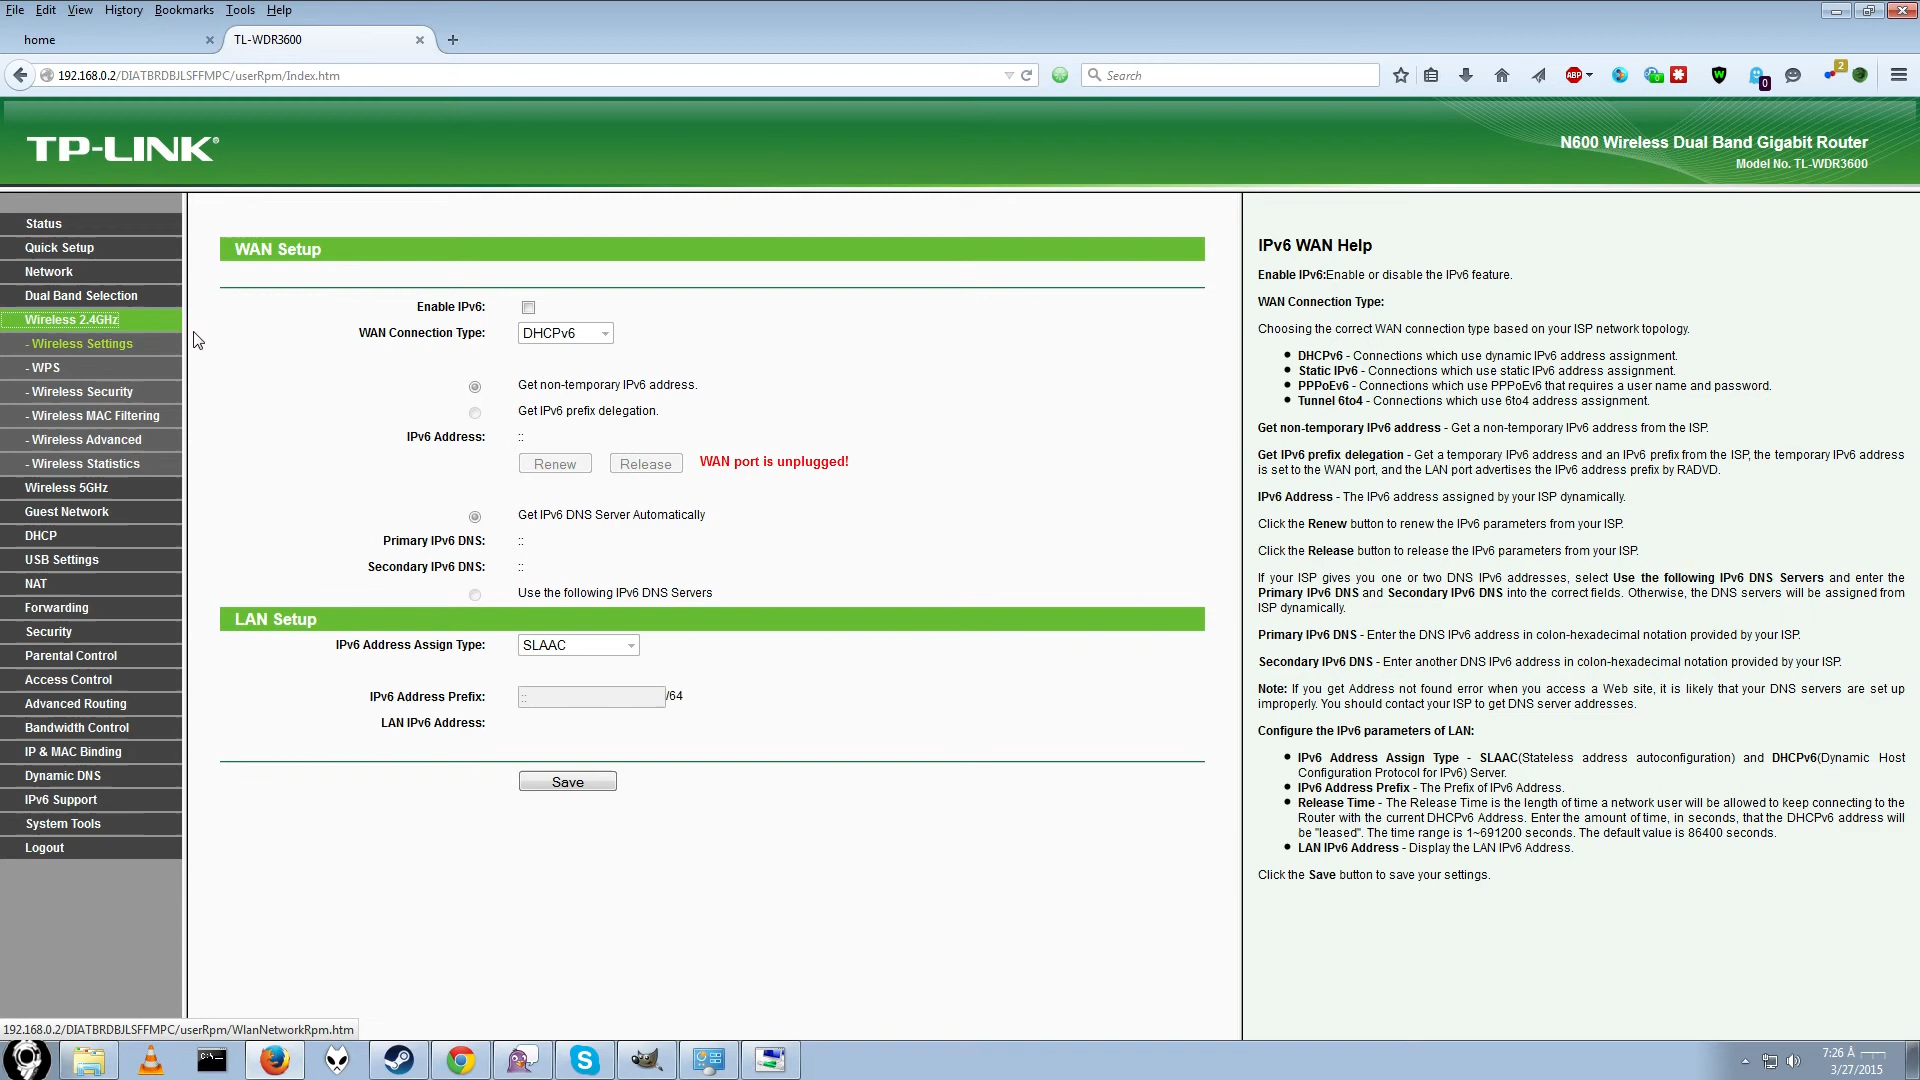 File Edit View History Bookmarks Tools Help
home
TL-WDR3600
192.168.0.2/DIATBRDBJLSFFMPC/userRpm/Index.htm
Search
ABP
W
0
2
TP-LINK®
N600 Wireless Dual Band Gigabit Router
Model No. TL-WDR3600
Status
Quick Setup
Network
Dual Band Selection
Wireless 2.4GHz
- Wireless Settings
- WPS
- Wireless Security
- Wireless MAC Filtering
- Wireless Advanced
- Wireless Statistics
Wireless 5GHz
Guest Network
DHCP
USB Settings
NAT
Forwarding
Security
Parental Control
Access Control
Advanced Routing
Bandwidth Control
IP & MAC Binding
Dynamic DNS
IPv6 Support
System Tools
Logout
WAN Setup
Enable IPv6:
WAN Connection Type: DHCPv6
Get non-temporary IPv6 address.
Get IPv6 prefix delegation.
IPv6 Address: ::
Renew Release WAN port is unplugged!
Get IPv6 DNS Server Automatically
Primary IPv6 DNS: ::
Secondary IPv6 DNS: ::
Use the following IPv6 DNS Servers
LAN Setup
IPv6 Address Assign Type: SLAAC
IPv6 Address Prefix: :: /64
LAN IPv6 Address:
Save
IPv6 WAN Help
Enable IPv6:Enable or disable the IPv6 feature.
WAN Connection Type:
Choosing the correct WAN connection type based on your ISP network topology.
DHCPv6 - Connections which use dynamic IPv6 address assignment.
Static IPv6 - Connections which use static IPv6 address assignment.
PPPoEv6 - Connections which use PPPoEv6 that requires a user name and password.
Tunnel 6to4 - Connections which use 6to4 address assignment.
Get non-temporary IPv6 address - Get a non-temporary IPv6 address from the ISP.
Get IPv6 prefix delegation - Get a temporary IPv6 address and an IPv6 prefix from the ISP, the temporary IPv6 address
is set to the WAN port, and the LAN port advertises the IPv6 address prefix by RADVD.
IPv6 Address - The IPv6 address assigned by your ISP dynamically.
Click the Renew button to renew the IPv6 parameters from your ISP.
Click the Release button to release the IPv6 parameters from your ISP.
If your ISP gives you one or two DNS IPv6 addresses, select Use the following IPv6 DNS Servers and enter the
Primary IPv6 DNS and Secondary IPv6 DNS into the correct fields. Otherwise, the DNS servers will be assigned from
ISP dynamically.
Primary IPv6 DNS - Enter the DNS IPv6 address in colon-hexadecimal notation provided by your ISP.
Secondary IPv6 DNS - Enter another DNS IPv6 address in colon-hexadecimal notation provided by your ISP.
Note: If you get Address not found error when you access a Web site, it is likely that your DNS servers are set up
improperly. You should contact your ISP to get DNS server addresses.
Configure the IPv6 parameters of LAN:
IPv6 Address Assign Type - SLAAC(Stateless address autoconfiguration) and DHCPv6(Dynamic Host
Configuration Protocol for IPv6) Server.
IPv6 Address Prefix - The Prefix of IPv6 Address.
Release Time - The Release Time is the length of time a network user will be allowed to keep connecting to the
Router with the current DHCPv6 Address. Enter the amount of time, in seconds, that the DHCPv6 address will
be "leased". The time range is 1~691200 seconds. The default value is 86400 seconds.
LAN IPv6 Address - Display the LAN IPv6 Address.
Click the Save button to save your settings.
192.168.0.2/DIATBRDBJLSFFMPC/userRpm/WlanNetworkRpm.htm
C:\_
7:26 Å
3/27/2015